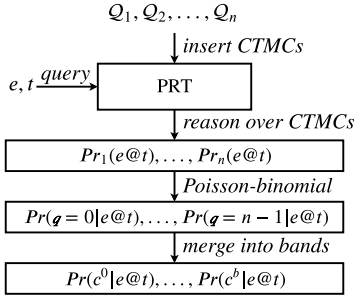 𝒬₁, 𝒬₂, . . . , 𝒬ₙ
insert CTMCs
e, t query
PRT
reason over CTMCs
Pr₁(e@t), . . . , Prₙ(e@t)
Poisson-binomial
Pr(𝓆 = 0|e@t), . . . , Pr(𝓆 = n − 1|e@t)
merge into bands
Pr(c⁰|e@t), . . . , Pr(cᵇ|e@t)